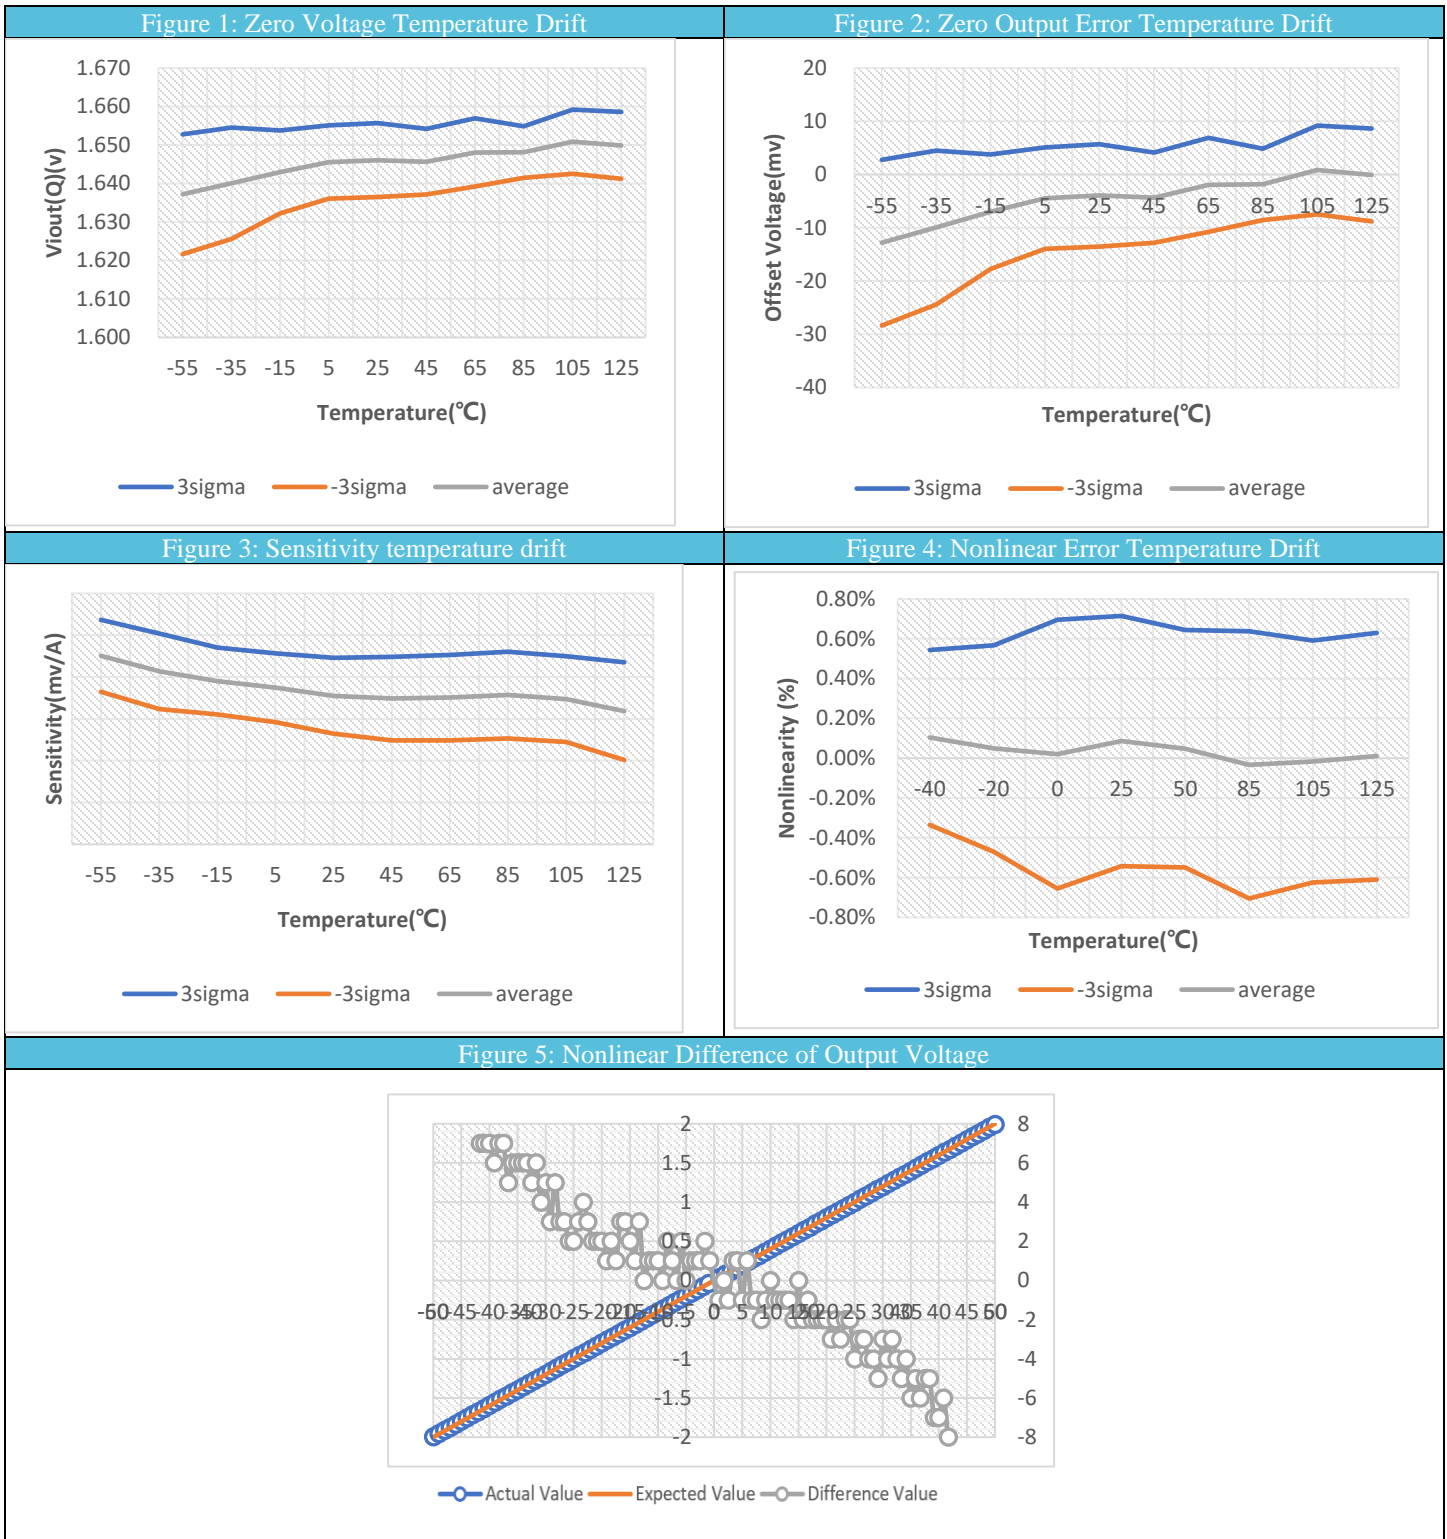 Figure 1: Zero Voltage Temperature Drift
1.670
1.660
1.650
1.640
1.630
1.620
1.610
1.600
Viout(Q)(v)
-55 -35 -15 5 25 45 65 85 105 125
Temperature(℃)
3sigma -3sigma average
Figure 2: Zero Output Error Temperature Drift
20
10
0
-10
-20
-30
-40
Offset Voltage(mv)
-55 -35 -15 5 25 45 65 85 105 125
Temperature(℃)
3sigma -3sigma average
Figure 3: Sensitivity temperature drift
Sensitivity(mv/A)
-55 -35 -15 5 25 45 65 85 105 125
Temperature(℃)
3sigma -3sigma average
Figure 4: Nonlinear Error Temperature Drift
0.80%
0.60%
0.40%
0.20%
0.00%
-0.20%
-0.40%
-0.60%
-0.80%
Nonlinearity (%)
-40 -20 0 25 50 85 105 125
Temperature(℃)
3sigma -3sigma average
Figure 5: Nonlinear Difference of Output Voltage
2
1.5
1
0.5
0
-0.5
-1
-1.5
-2
8
6
4
2
0
-2
-4
-6
-8
Actual Value Expected Value Difference Value